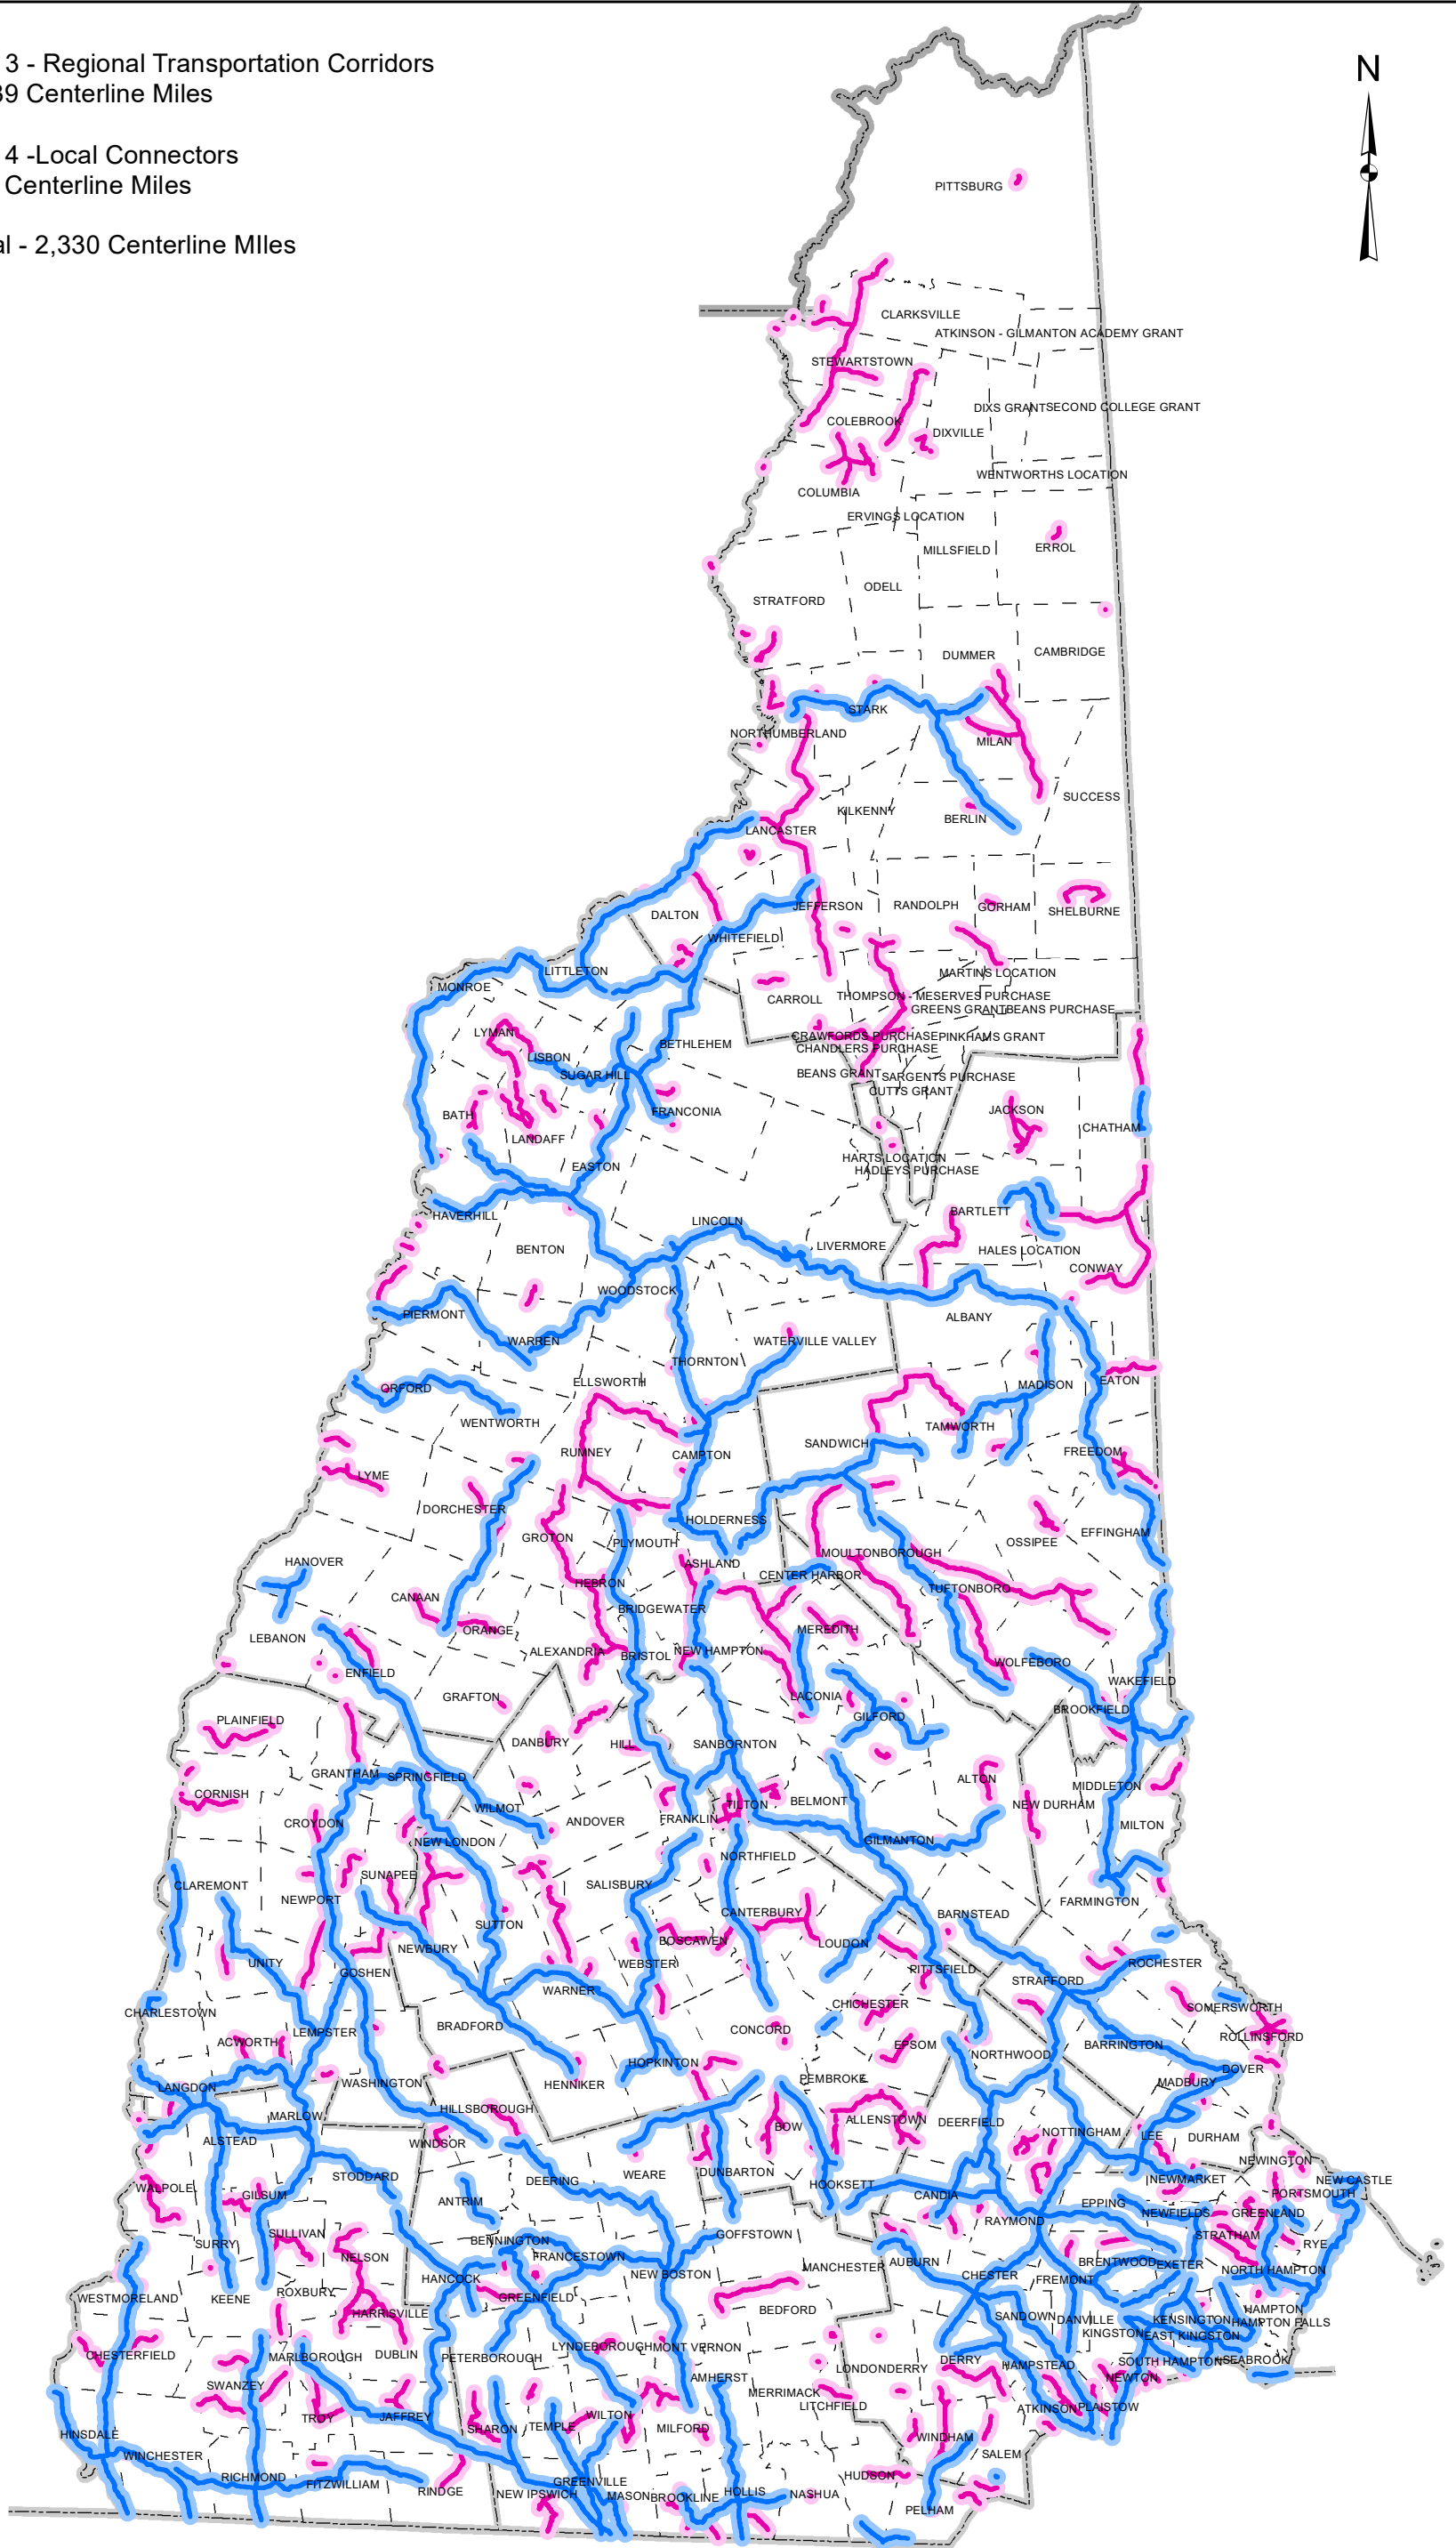 3 - Regional Transportation Corridors
39 Centerline Miles
4 -Local Connectors
Centerline Miles
al - 2,330 Centerline MIles
N
PITTSBURG
CLARKSVILLE
ATKINSON - GILMANTON ACADEMY GRANT
STEWARTSTOWN
DIXS GRANT SECOND COLLEGE GRANT
COLEBROOK
DIXVILLE
WENTWORTHS LOCATION
COLUMBIA
ERVINGS LOCATION
MILLSFIELD
ERROL
ODELL
STRATFORD
DUMMER
CAMBRIDGE
STARK
NORTHUMBERLAND
MILAN
SUCCESS
KILKENNY
BERLIN
LANCASTER
JEFFERSON
RANDOLPH
GORHAM
SHELBURNE
DALTON
WHITEFIELD
LITTLETON
MARTINS LOCATION
MONROE
CARROLL
THOMPSON - MESERVES PURCHASE
GREENS GRANT BEANS PURCHASE
LYMAN
CRAWFORDS PURCHASE PINKHAMS GRANT
BETHLEHEM
CHANDLERS PURCHASE
LISBON
SUGAR HILL
BEANS GRANT
SARGENTS PURCHASE
CUTTS GRANT
FRANCONIA
JACKSON
BATH
CHATHAM
LANDAFF
HARTS LOCATION
EASTON
HADLEYS PURCHASE
HAVERHILL
BARTLETT
LINCOLN
LIVERMORE
BENTON
HALES LOCATION
CONWAY
WOODSTOCK
PIERMONT
ALBANY
WARREN
WATERVILLE VALLEY
THORNTON
ELLSWORTH
EATON
MADISON
ORFORD
WENTWORTH
TAMWORTH
SANDWICH
RUMNEY
CAMPTON
FREEDOM
LYME
DORCHESTER
HOLDERNESS
GROTON
PLYMOUTH
EFFINGHAM
OSSIPEE
MOULTONBOROUGH
HANOVER
ASHLAND
CENTER HARBOR
HEBRON
TUFTONBORO
CANAAN
BRIDGEWATER
ORANGE
MEREDITH
LEBANON
ALEXANDRIA
BRISTOL
NEW HAMPTON
WOLFEBORO
ENFIELD
WAKEFIELD
GRAFTON
LACONIA
BROOKFIELD
PLAINFIELD
GILFORD
DANBURY
HILL
SANBORNTON
GRANTHAM
SPRINGFIELD
ALTON
MIDDLETON
CORNISH
BELMONT
TILTON
NEW DURHAM
WILMOT
CROYDON
ANDOVER
FRANKLIN
MILTON
NEW LONDON
GILMANTON
NORTHFIELD
SUNAPEE
CLAREMONT
SALISBURY
NEWPORT
FARMINGTON
CANTERBURY
BARNSTEAD
SUTTON
BOSCAWEN
LOUDON
NEWBURY
UNITY
WEBSTER
ROCHESTER
PITTSFIELD
GOSHEN
STRAFFORD
WARNER
CHICHESTER
SOMERSWORTH
CHARLESTOWN
BRADFORD
CONCORD
LEMPSTER
ROLLINSFORD
ACWORTH
EPSOM
BARRINGTON
NORTHWOOD
HOPKINTON
DOVER
PEMBROKE
WASHINGTON
HENNIKER
MADBURY
LANGDON
HILLSBOROUGH
MARLOW
ALLENSTOWN
DEERFIELD
BOW
NOTTINGHAM
LEE
DURHAM
ALSTEAD
WINDSOR
NEWINGTON
DUNBARTON
WEARE
STODDARD
DEERING
HOOKSETT
NEWMARKET
NEW CASTLE
WALPOLE
GILSUM
CANDIA
PORTSMOUTH
ANTRIM
EPPING
NEWFIELDS
GREENLAND
RAYMOND
SULLIVAN
GOFFSTOWN
STRATHAM
BENNINGTON
SURRY
RYE
NELSON
FRANCESTOWN
AUBURN
BRENTWOOD
EXETER
MANCHESTER
NORTH HAMPTON
NEW BOSTON
CHESTER
HANCOCK
FREMONT
ROXBURY
WESTMORELAND
KEENE
GREENFIELD
BEDFORD
HAMPTON
HARRISVILLE
SANDOWN
DANVILLE
KENSINGTON
HAMPTON FALLS
KINGSTON
EAST KINGSTON
LYNDEBOROUGH
MONT VERNON
CHESTERFIELD
MARLBOROUGH
DUBLIN
PETERBOROUGH
DERRY
SOUTH HAMPTON
SEABROOK
HAMPSTEAD
LONDONDERRY
AMHERST
NEWTON
SWANZEY
MERRIMACK
LITCHFIELD
ATKINSON
PLAISTOW
TROY
JAFFREY
WILTON
SHARON
TEMPLE
MILFORD
HINSDALE
WINDHAM
WINCHESTER
SALEM
HUDSON
RICHMOND
GREENVILLE
FITZWILLIAM
RINDGE
NEW IPSWICH
HOLLIS
NASHUA
MASON
BROOKLINE
PELHAM